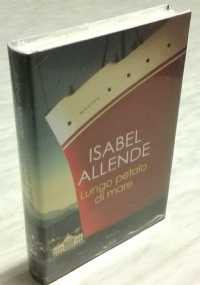 ISABEL
ALLENDE
Lungo petalo
di mare